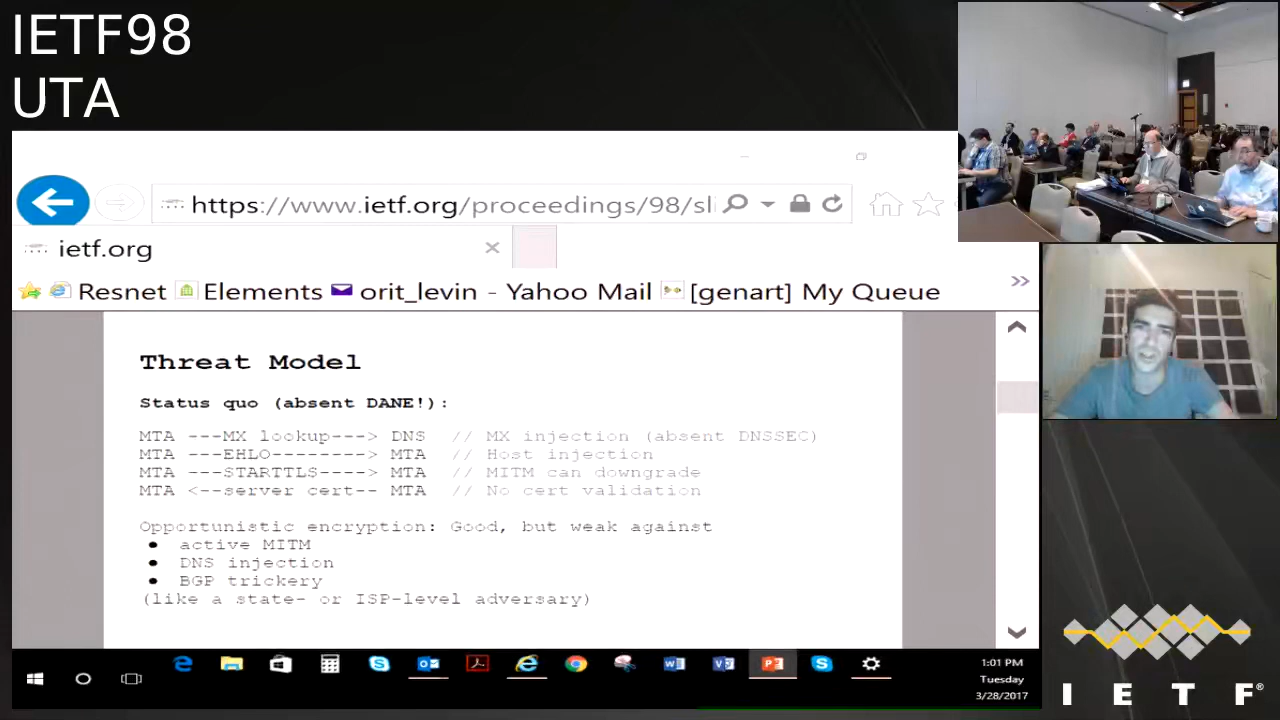 IETF98
UTA
https://www.ietf.org/proceedings/98/sli
ietf.org
Resnet Elements orit_levin - Yahoo Mail [genart] My Queue
Threat Model
Status quo (absent DANE!):
MTA ---MX lookup---> DNS // MX injection (absent DNSSEC)
MTA ---EHLO--------> MTA // Host injection
MTA ---STARTTLS----> MTA // MITM can downgrade
MTA <--server cert-- MTA // No cert validation
Opportunistic encryption: Good, but weak against
● active MITM
● DNS injection
● BGP trickery
(like a state- or ISP-level adversary)
1:01 PM
Tuesday
3/28/2017
I E T F®